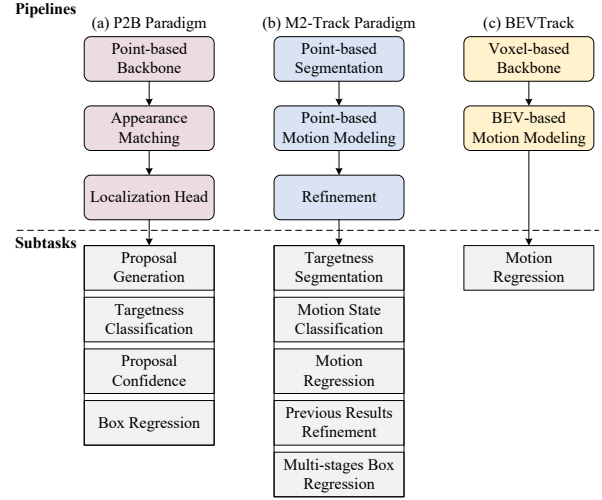 Pipelines
(a) P2B Paradigm
Point-based
Backbone
Appearance
Matching
Localization Head
(b) M2-Track Paradigm
Point-based
Segmentation
Point-based
Motion Modeling
Refinement
(c) BEVTrack
Voxel-based
Backbone
BEV-based
Motion Modeling
Subtasks
Proposal
Generation
Targetness
Classification
Proposal
Confidence
Box Regression
Targetness
Segmentation
Motion State
Classification
Motion
Regression
Previous Results
Refinement
Multi-stages Box
Regression
Motion
Regression